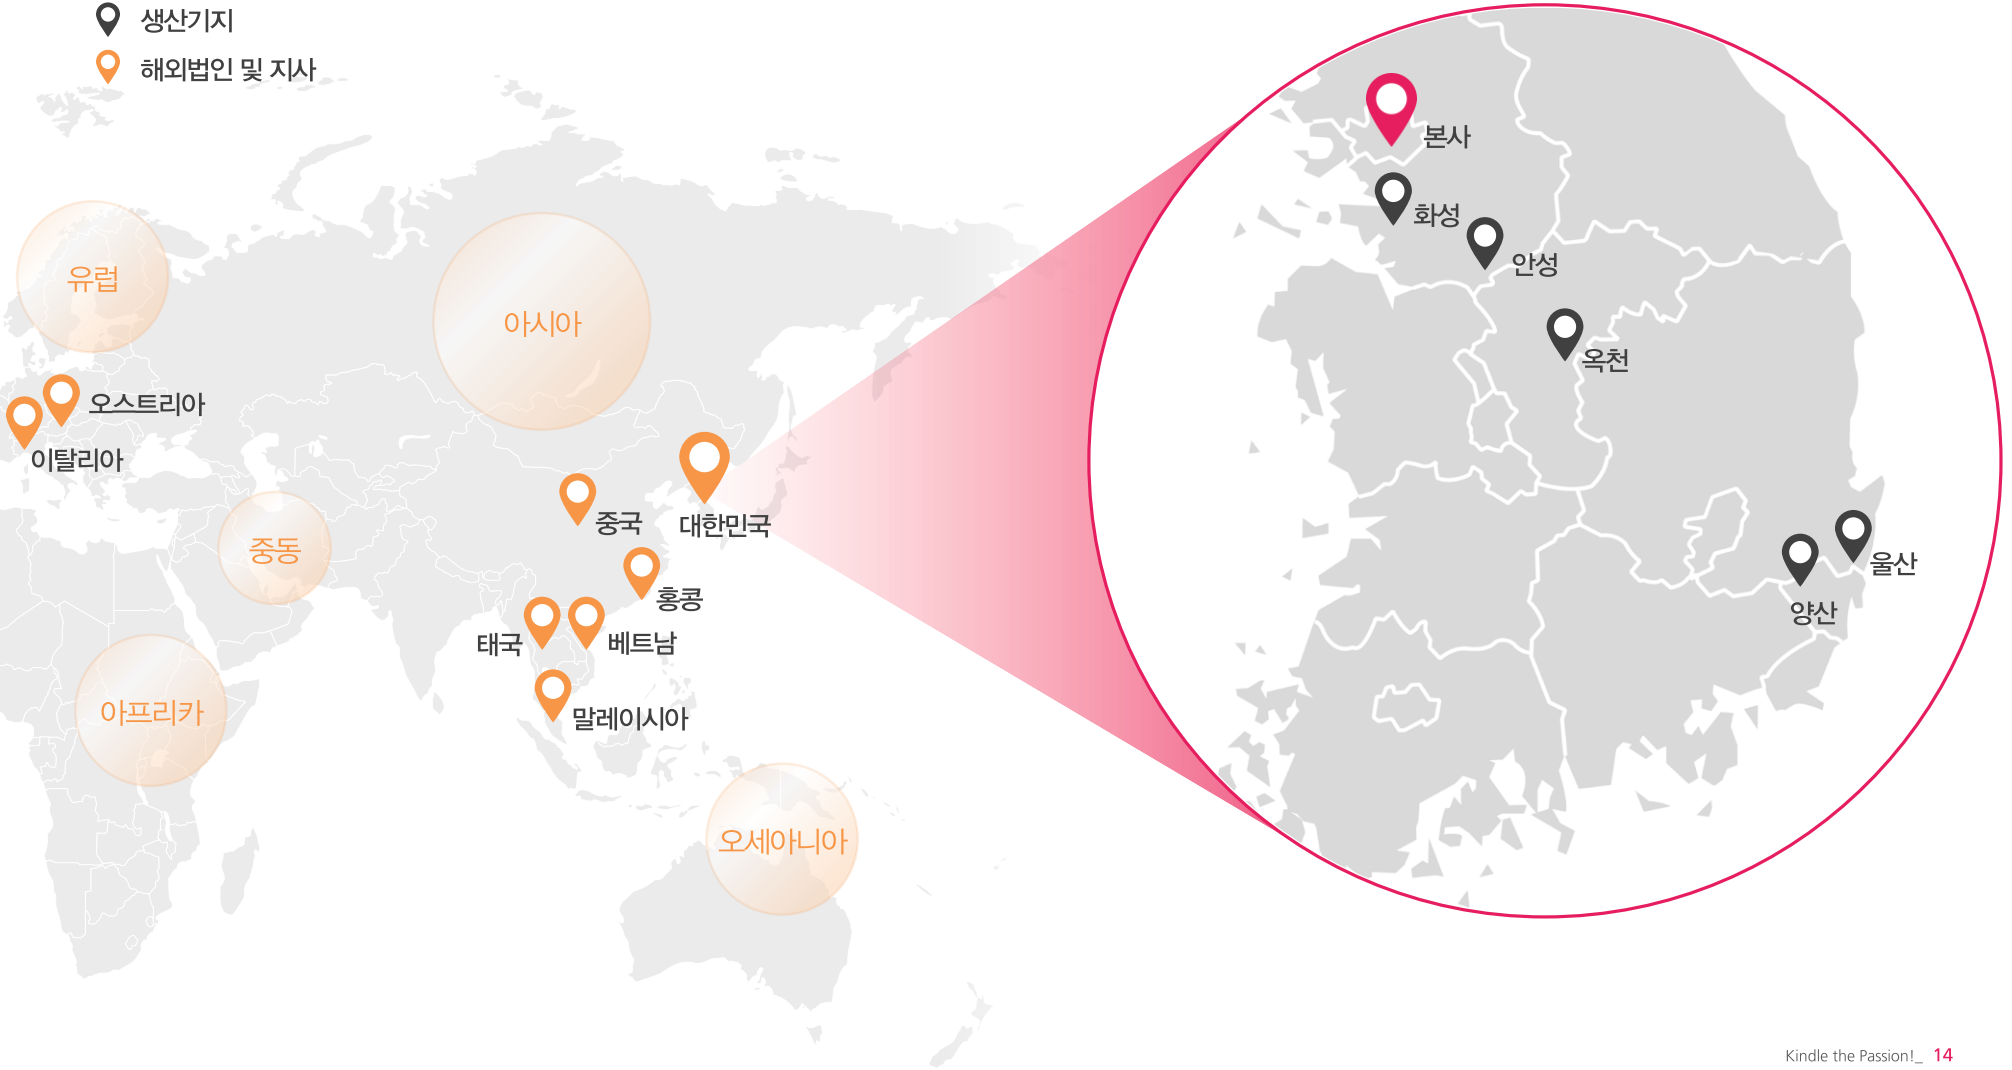 생산기지
해외법인 및 지사
유럽
아시아
오스트리아
이탈리아
중동
중국
대한민국
홍콩
태국
베트남
말레이시아
아프리카
오세아니아
본사
화성
안성
옥천
울산
양산
Kindle the Passion!_ 14